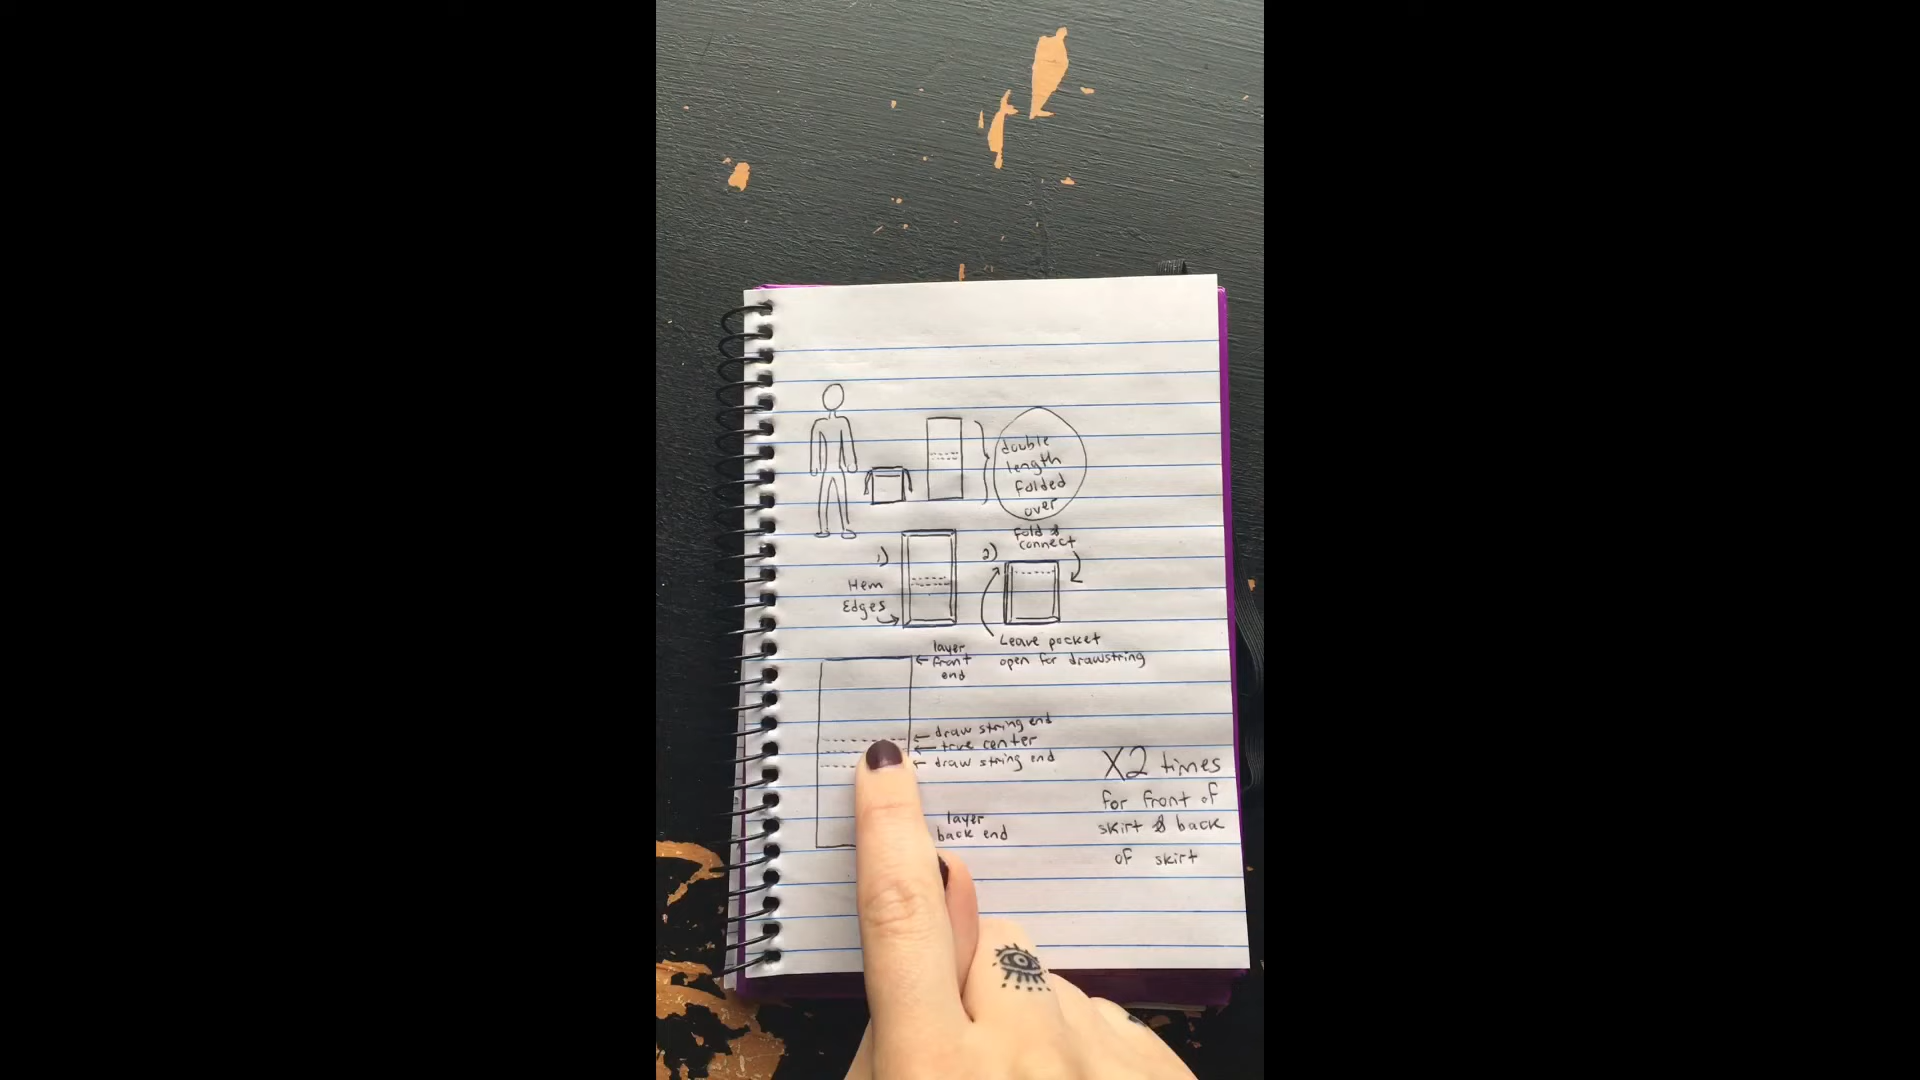 double
length
folded
over
1)
Hem
Edges
2)
Fold &
connect
Leave pocket
open for drawstring
layer
front
end
draw string end
true center
draw string end
layer
back end
X2 times
for front of
skirt & back
of skirt